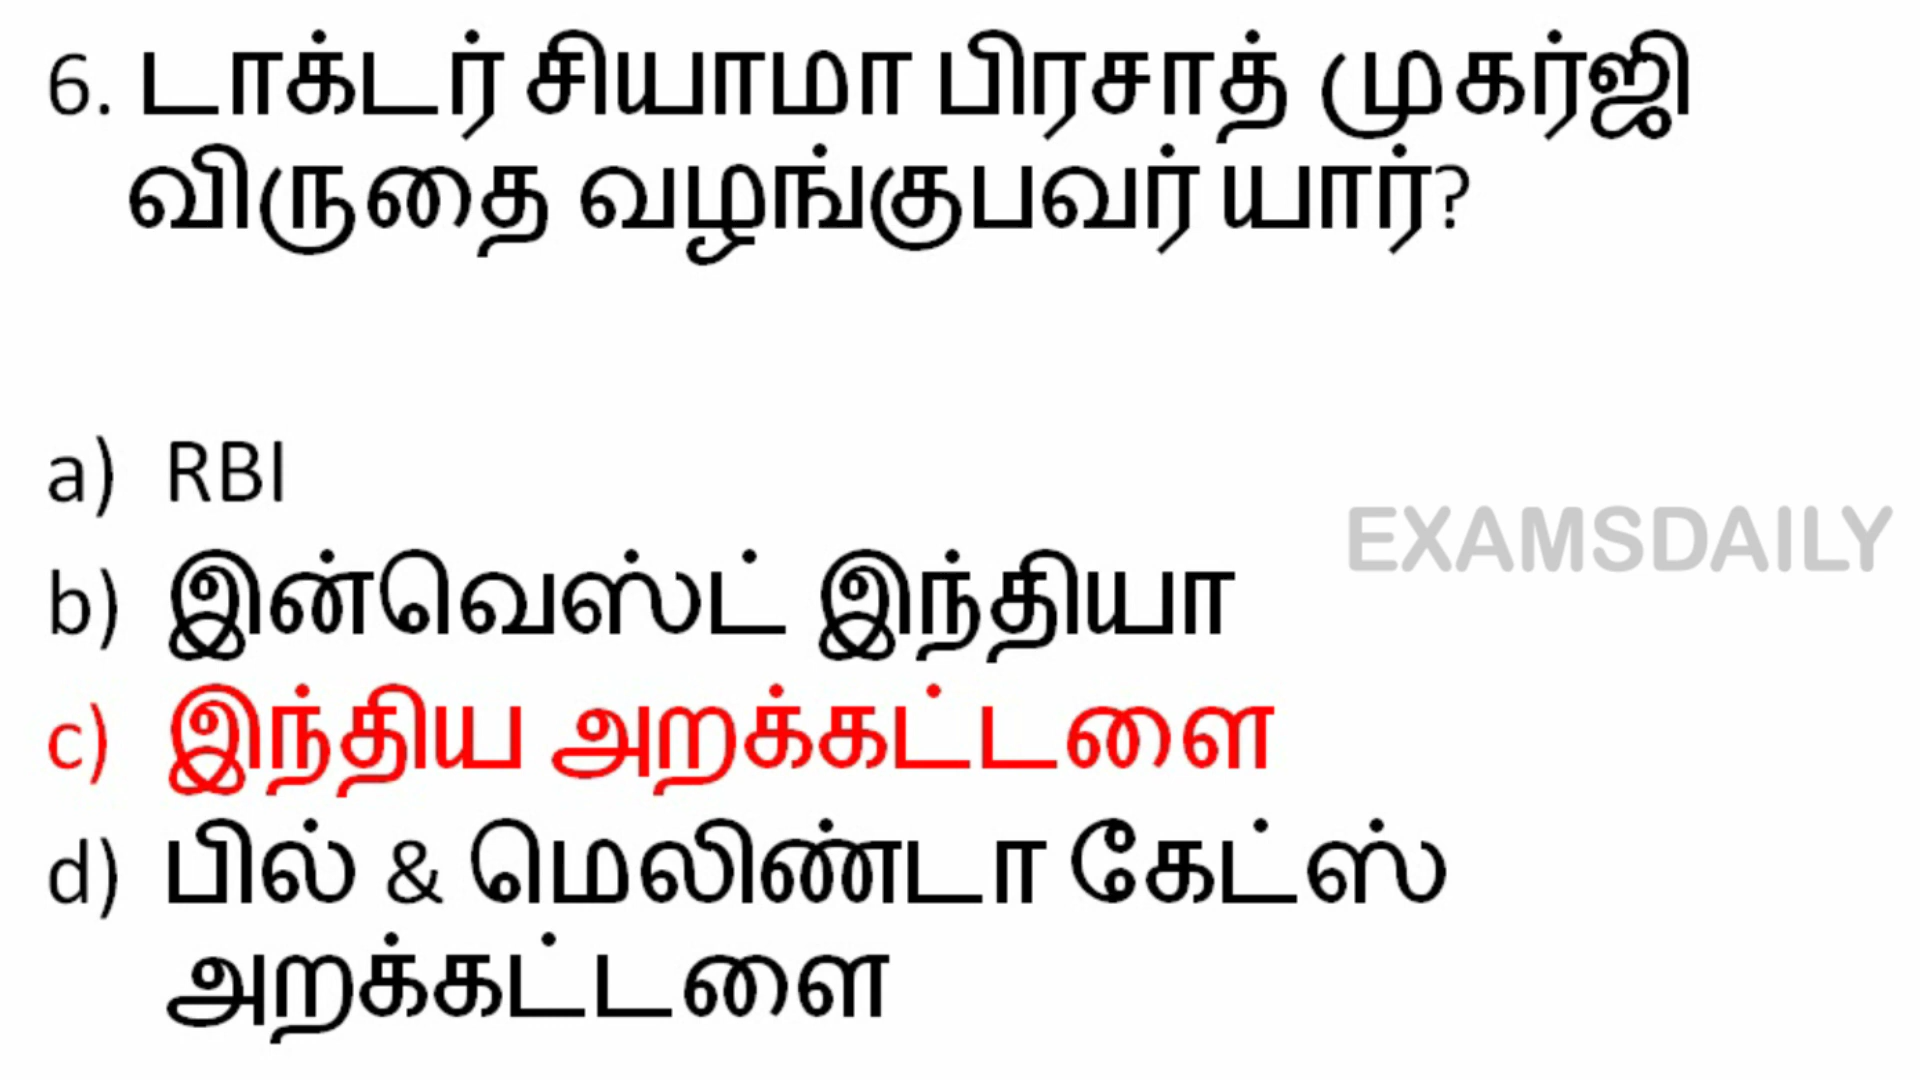 6. டாக்டர் சியாமா பிரசாத் முகர்ஜி
விருதை வழங்குபவர் யார்?
a) RBI
EXAMSDAILY
b) இன்வெஸ்ட் இந்தியா
c) இந்திய அறக்கட்டளை
d) பில் & மெலிண்டா கேட்ஸ்
அறக்கட்டளை